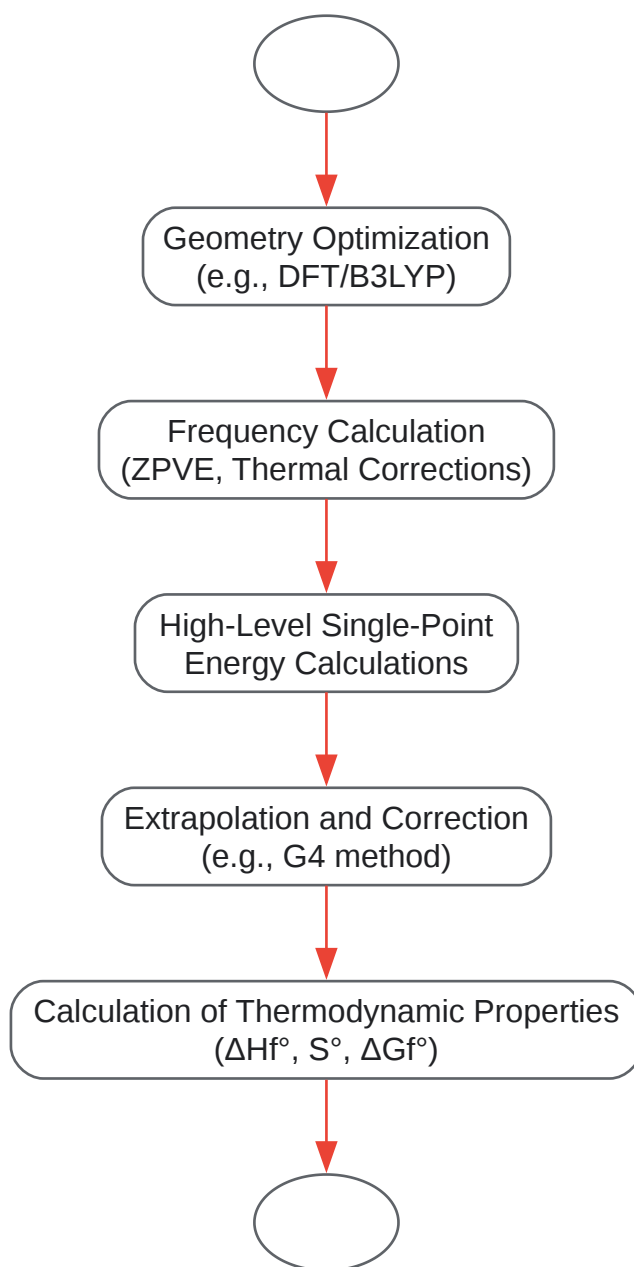 Geometry Optimization
(e.g., DFT/B3LYP)
Frequency Calculation
(ZPVE, Thermal Corrections)
High-Level Single-Point
Energy Calculations
Extrapolation and Correction
(e.g., G4 method)
Calculation of Thermodynamic Properties
(ΔHf°, S°, ΔGf°)